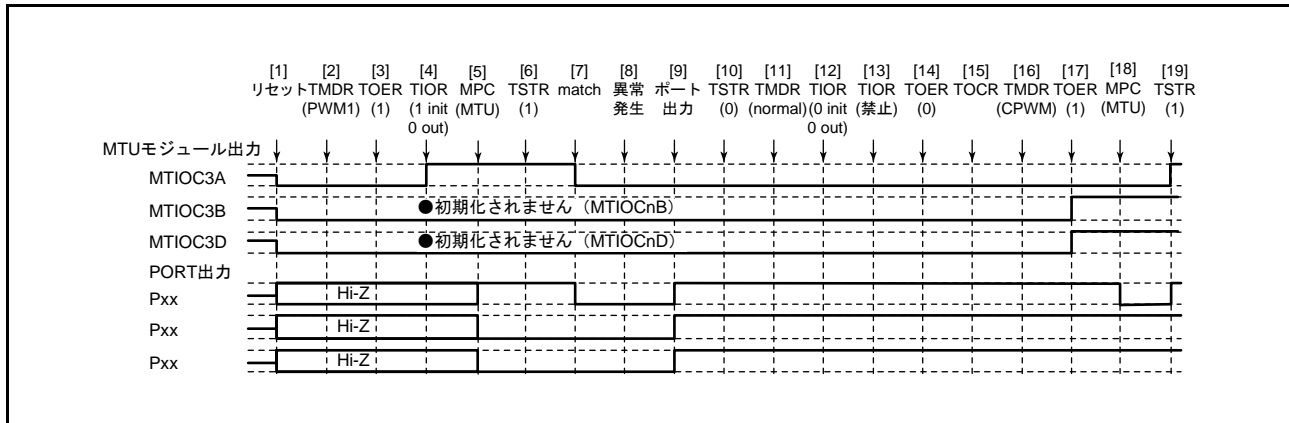 [1] [2] [3] [4] [5] [6] [7] [8] [9] [10] [11] [12] [13] [14] [15] [16] [17] [18] [19]
リセット TMDR TOER TIOR MPC TSTR match 異常 ポート TSTR TMDR TIOR TIOR TOER TOCR TMDR TOER MPC TSTR
(PWM1) (1) (1 init (MTU) (1) 発生 出力 (0) (normal) (0 init (禁止) (0) (CPWM) (1) (MTU) (1)
0 out) 0 out)
MTUモジュール出力
MTIOC3A
MTIOC3B ●初期化されません（MTIOCnB）
MTIOC3D ●初期化されません（MTIOCnD）
PORT出力
Pxx Hi-Z
Pxx Hi-Z
Pxx Hi-Z